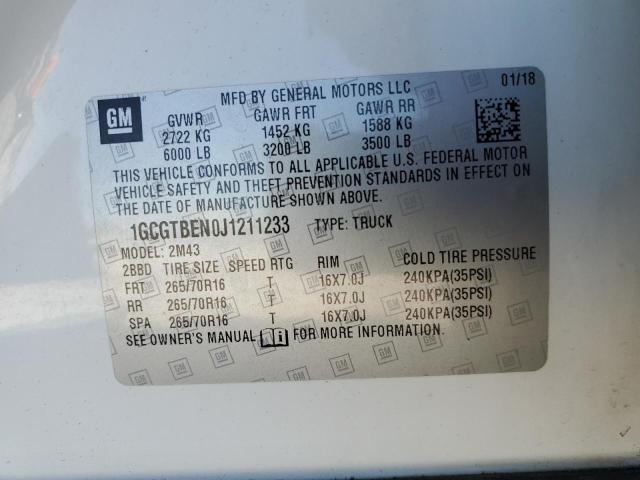 GM
MFD BY GENERAL MOTORS LLC
01/18
GVWR GAWR FRT GAWR RR
2722 KG 1452 KG 1588 KG
6000 LB 3200 LB 3500 LB
THIS VEHICLE CONFORMS TO ALL APPLICABLE U.S. FEDERAL MOTOR
VEHICLE SAFETY AND THEFT PREVENTION STANDARDS IN EFFECT ON
THE DATE OF MANUFACTURE SHOWN ABOVE.
1GCGTBEN0J1211233 TYPE: TRUCK
MODEL: 2M43
2BBD TIRE SIZE SPEED RTG RIM COLD TIRE PRESSURE
FRT 265/70R16 T 16X7.0J 240KPA(35PSI)
RR 265/70R16 T 16X7.0J 240KPA(35PSI)
SPA 265/70R16 T 16X7.0J 240KPA(35PSI)
SEE OWNER'S MANUAL FOR MORE INFORMATION.